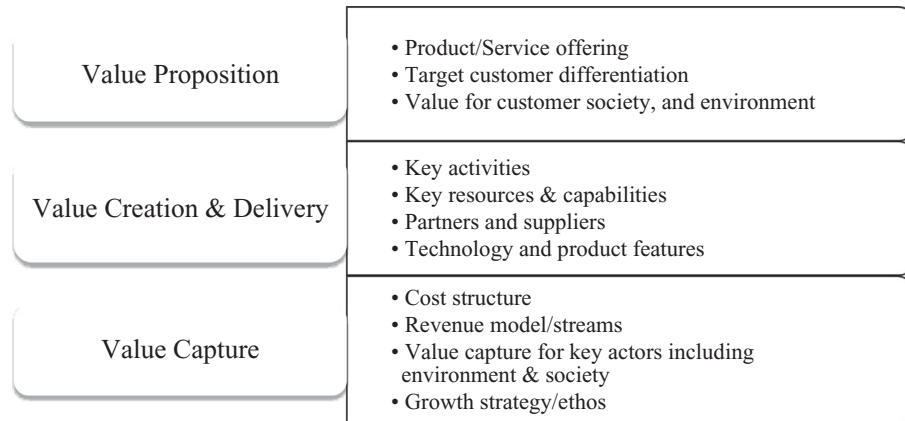 Value Proposition
• Product/Service offering
• Target customer differentiation
• Value for customer society, and environment
Value Creation & Delivery
• Key activities
• Key resources & capabilities
• Partners and suppliers
• Technology and product features
Value Capture
• Cost structure
• Revenue model/streams
• Value capture for key actors including
environment & society
• Growth strategy/ethos